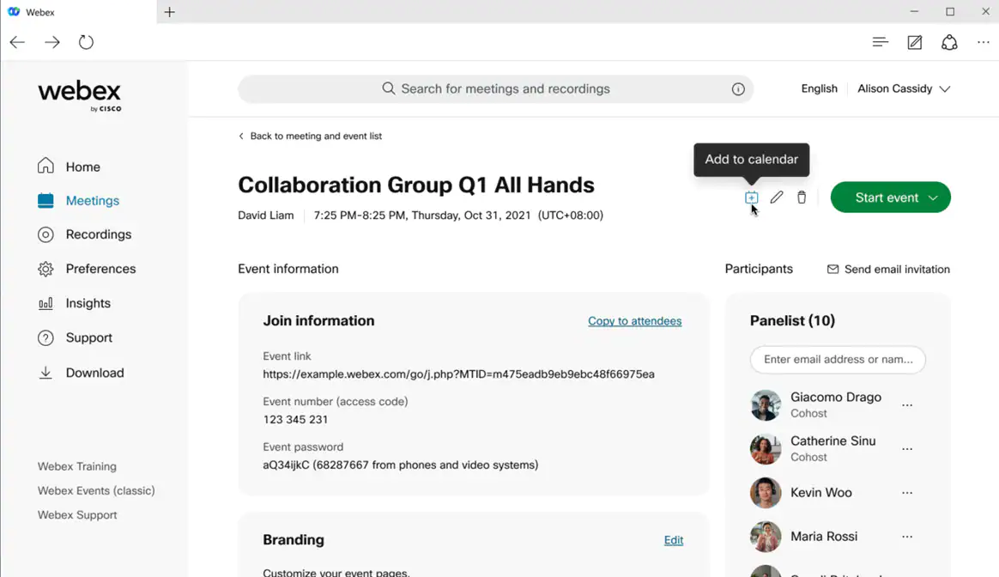 Webex
webex
by CISCO
Search for meetings and recordings
English
Alison Cassidy
Back to meeting and event list
Add to calendar
Collaboration Group Q1 All Hands
Start event
David Liam
7:25 PM-8:25 PM, Thursday, Oct 31, 2021 (UTC+08:00)
Home
Meetings
Recordings
Preferences
Insights
Support
Download
Webex Training
Webex Events (classic)
Webex Support
Event information
Join information
Copy to attendees
Event link
https://example.webex.com/go/j.php?MTID=m475eadb9eb9ebc48f66975ea
Event number (access code)
123 345 231
Event password
aQ34ijkC (68287667 from phones and video systems)
Branding
Edit
Customize your event pages.
Participants
Send email invitation
Panelist (10)
Enter email address or nam...
Giacomo Drago
Cohost
Catherine Sinu
Cohost
Kevin Woo
Maria Rossi